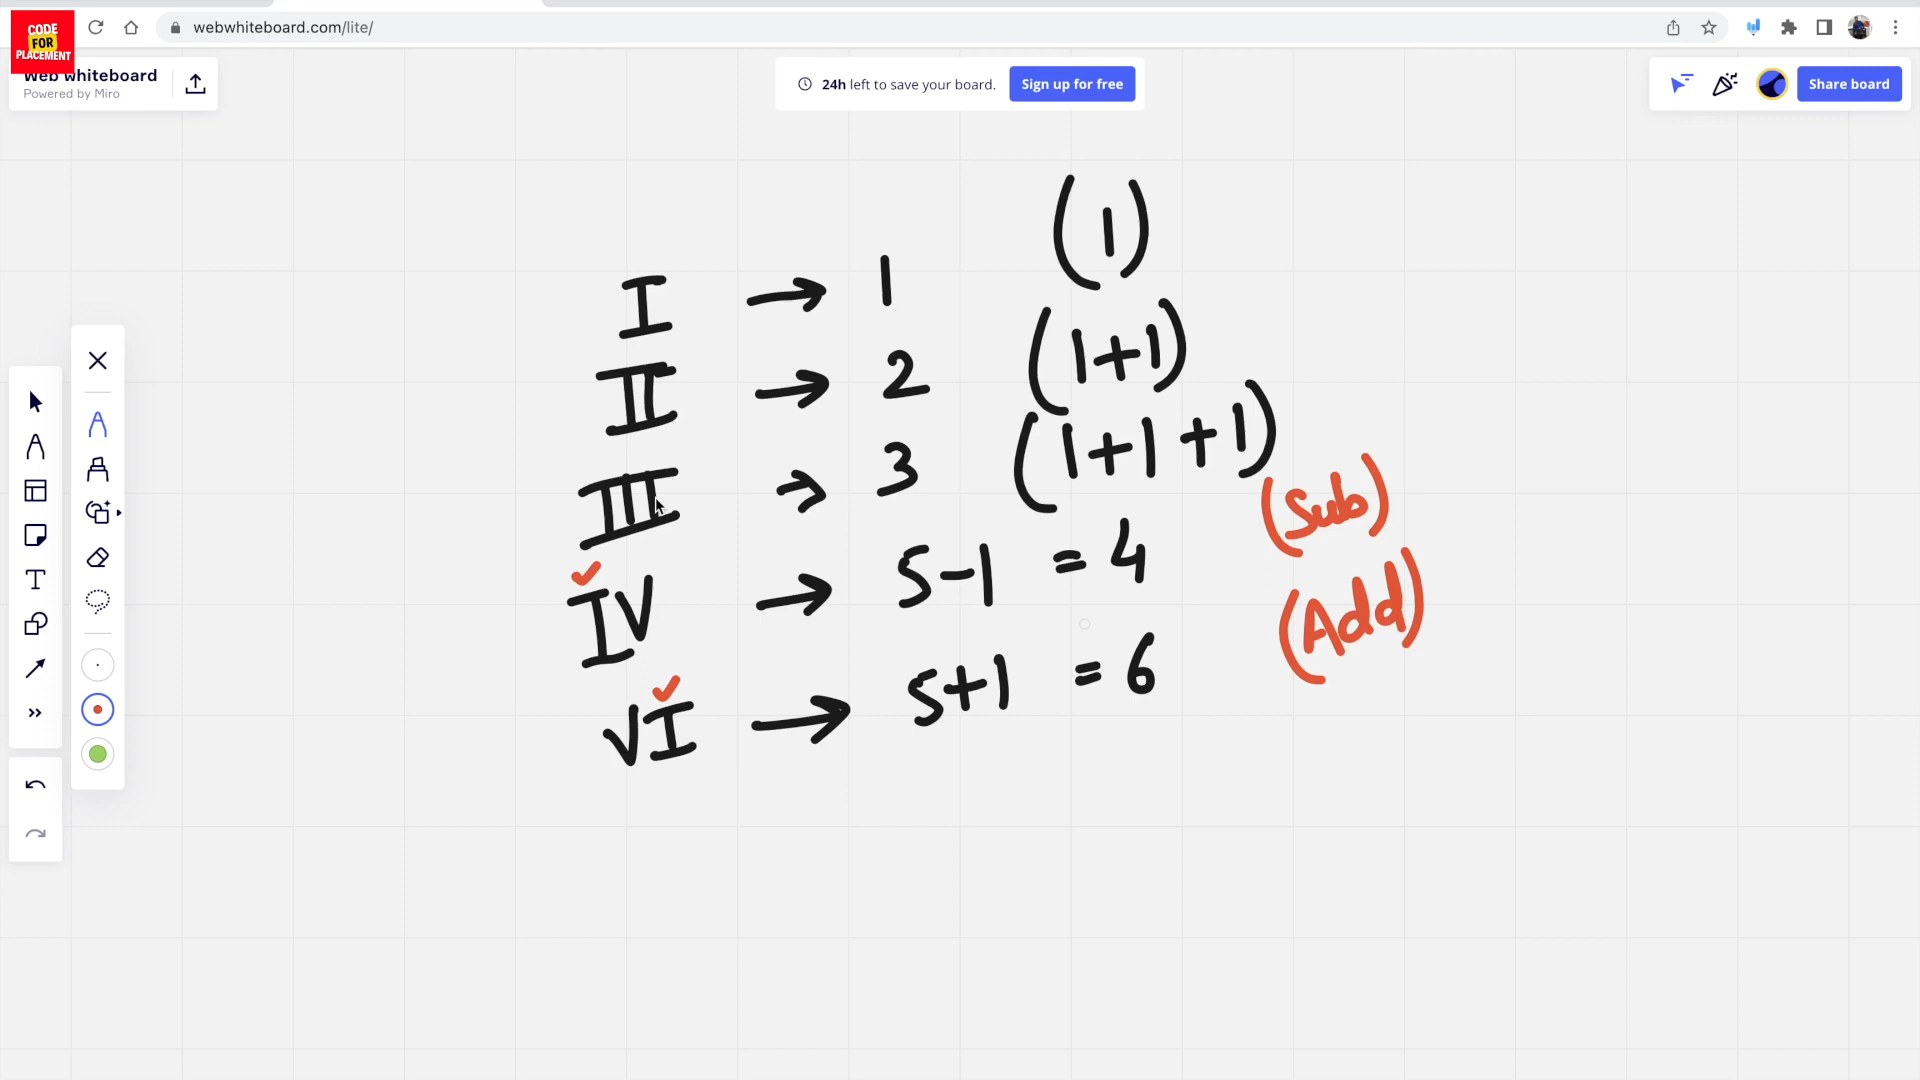 CODE
FOR
PLACEMENT
webwhiteboard.com/lite/
Web whiteboard
Powered by Miro
24h left to save your board.
Sign up for free
Share board
I → 1 (1)
II → 2 (1+1)
III → 3 (1+1+1)
IV → 5-1 = 4 (Sub)
VI → 5+1 = 6 (Add)
T